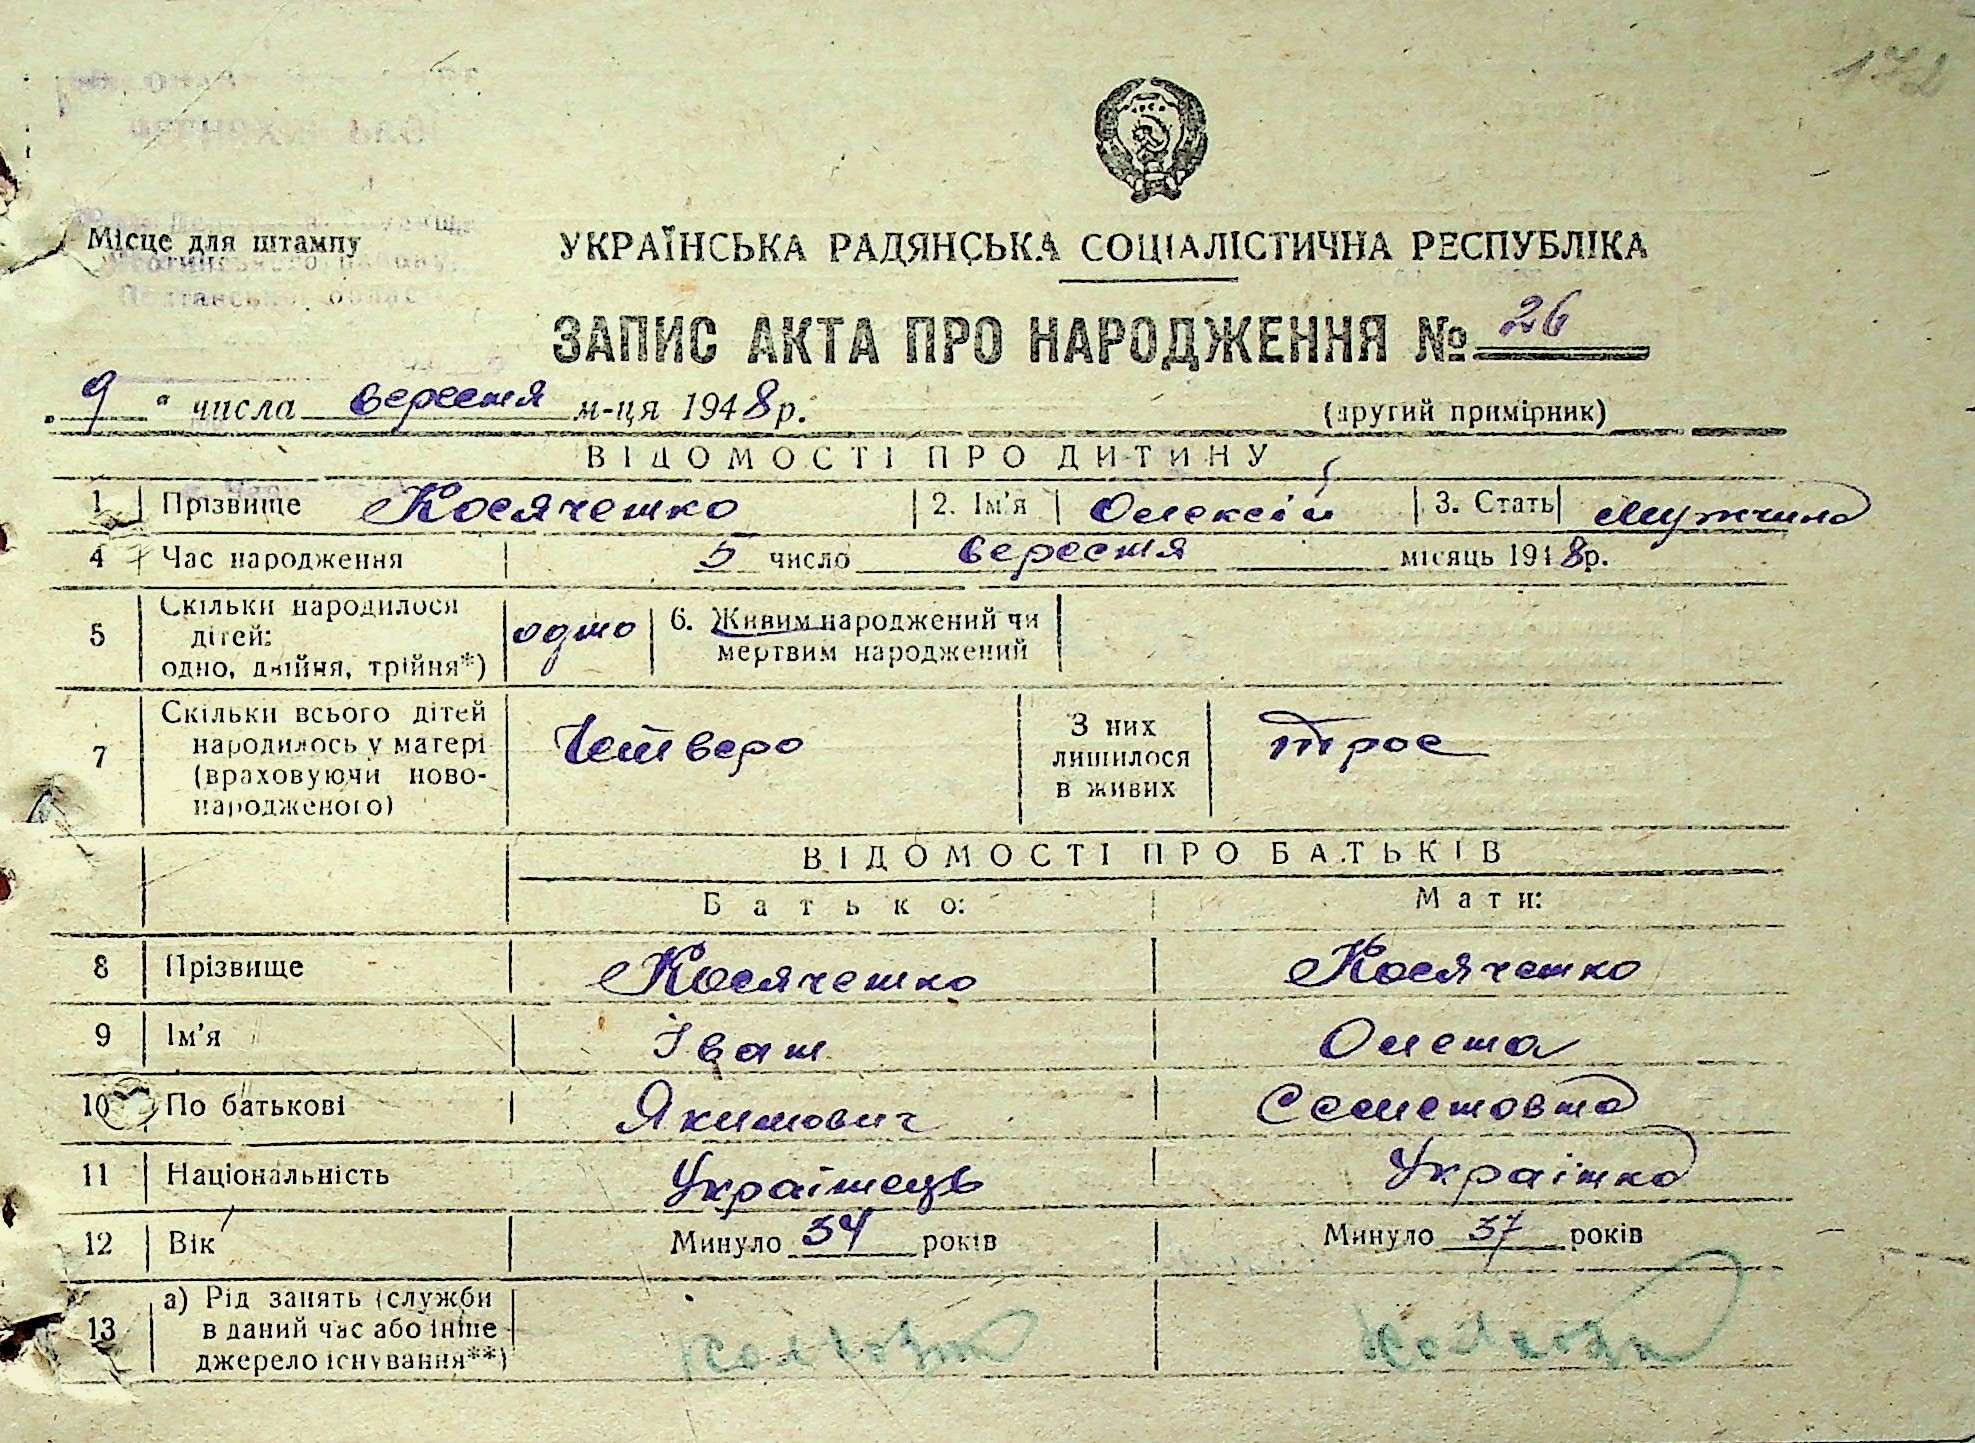 172
Місце для штампу
УКРАЇНСЬКА РАДЯНСЬКА СОЦІАЛІСТИЧНА РЕСПУБЛІКА
ЗАПИС АКТА ПРО НАРОДЖЕННЯ № 26
„ 9 " числа вересня м-ця 1948 р.
(другий примірник)
ВІДОМОСТІ ПРО ДИТИНУ
1 Прізвище Косяченко 2. Ім'я Олексій 3. Стать мужчина
4 Час народження 5 число вересня місяць 1948 р.
5 Скільки народилося дітей: одно, двійня, трійня*) одно 6. Живим народжений чи мертвим народжений
7 Скільки всього дітей народилось у матері (враховуючи ново-народженого) Четверо З них лишилося в живих троє
ВІДОМОСТІ ПРО БАТЬКІВ
Батько: Мати:
8 Прізвище Косяченко Косяченко
9 Ім'я Іван Олена
10 По батькові Якимович Семеновна
11 Національність Українець Українка
12 Вік Минуло 34 років Минуло 37 років
13 а) Рід занять (служби в даний час або інше джерело існування**)